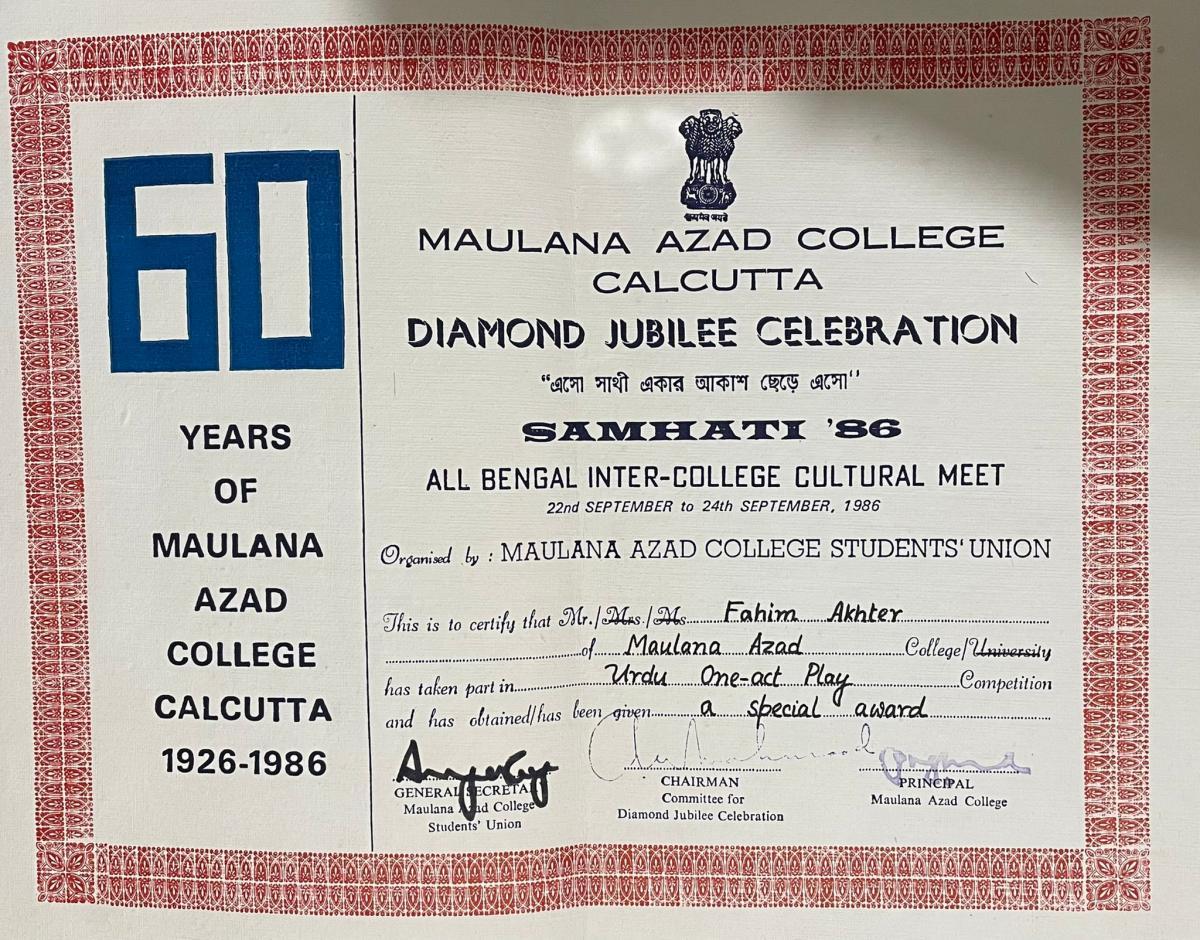 60
YEARS
OF
MAULANA
AZAD
COLLEGE
CALCUTTA
1926-1986
सत्यमेव जयते
MAULANA AZAD COLLEGE
CALCUTTA
DIAMOND JUBILEE CELEBRATION
“এসো সাথী একার আকাশ ছেড়ে এসো”
SAMHATI '86
ALL BENGAL INTER-COLLEGE CULTURAL MEET
22nd SEPTEMBER to 24th SEPTEMBER, 1986
Organised by : MAULANA AZAD COLLEGE STUDENTS' UNION
This is to certify that Mr./Mrs./Ms. Fahim Akhter
of Maulana Azad College/University
has taken part in Urdu One-act Play Competition
and has obtained/has been given a special award
GENERAL SECRETARY
Maulana Azad College
Students' Union
CHAIRMAN
Committee for
Diamond Jubilee Celebration
PRINCIPAL
Maulana Azad College